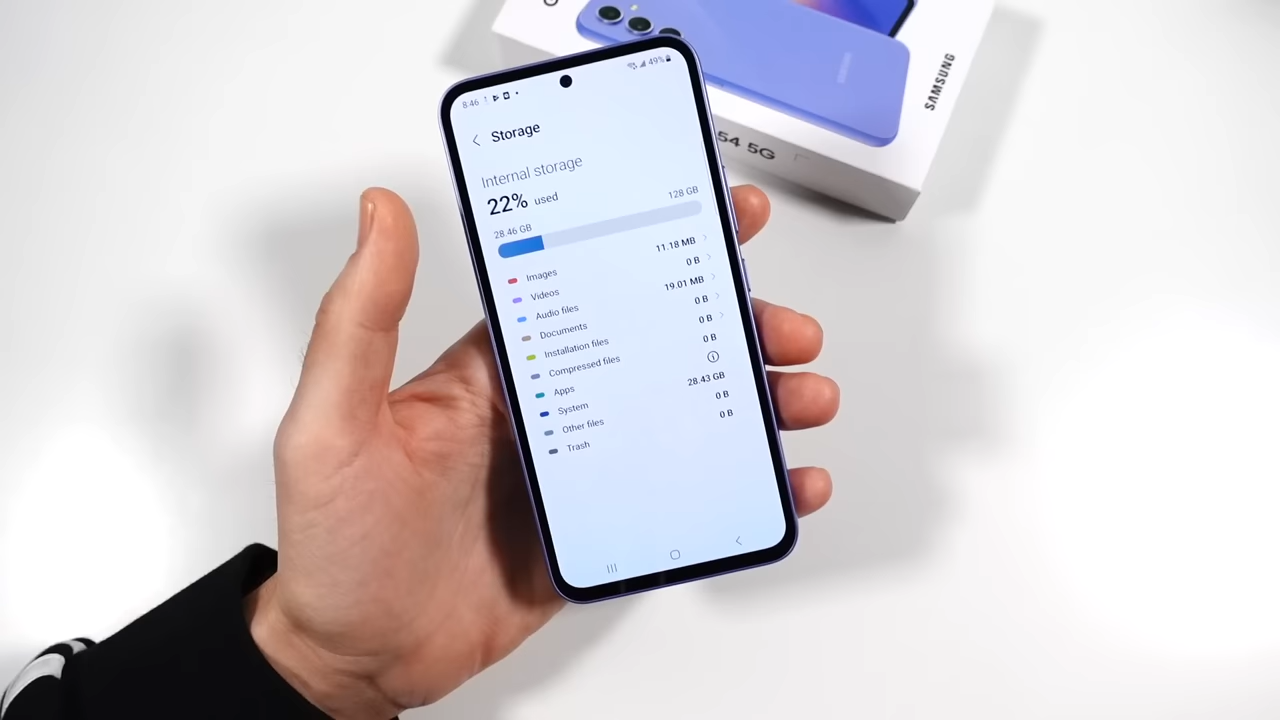 8:46
49%
Storage
Internal storage
22% used
28.46 GB
128 GB
Images 11.18 MB
Videos 0 B
Audio files 19.01 MB
Documents 0 B
Installation files 0 B
Compressed files 0 B
Apps
System 28.43 GB
Other files 0 B
Trash 0 B
SAMSUNG
54 5G